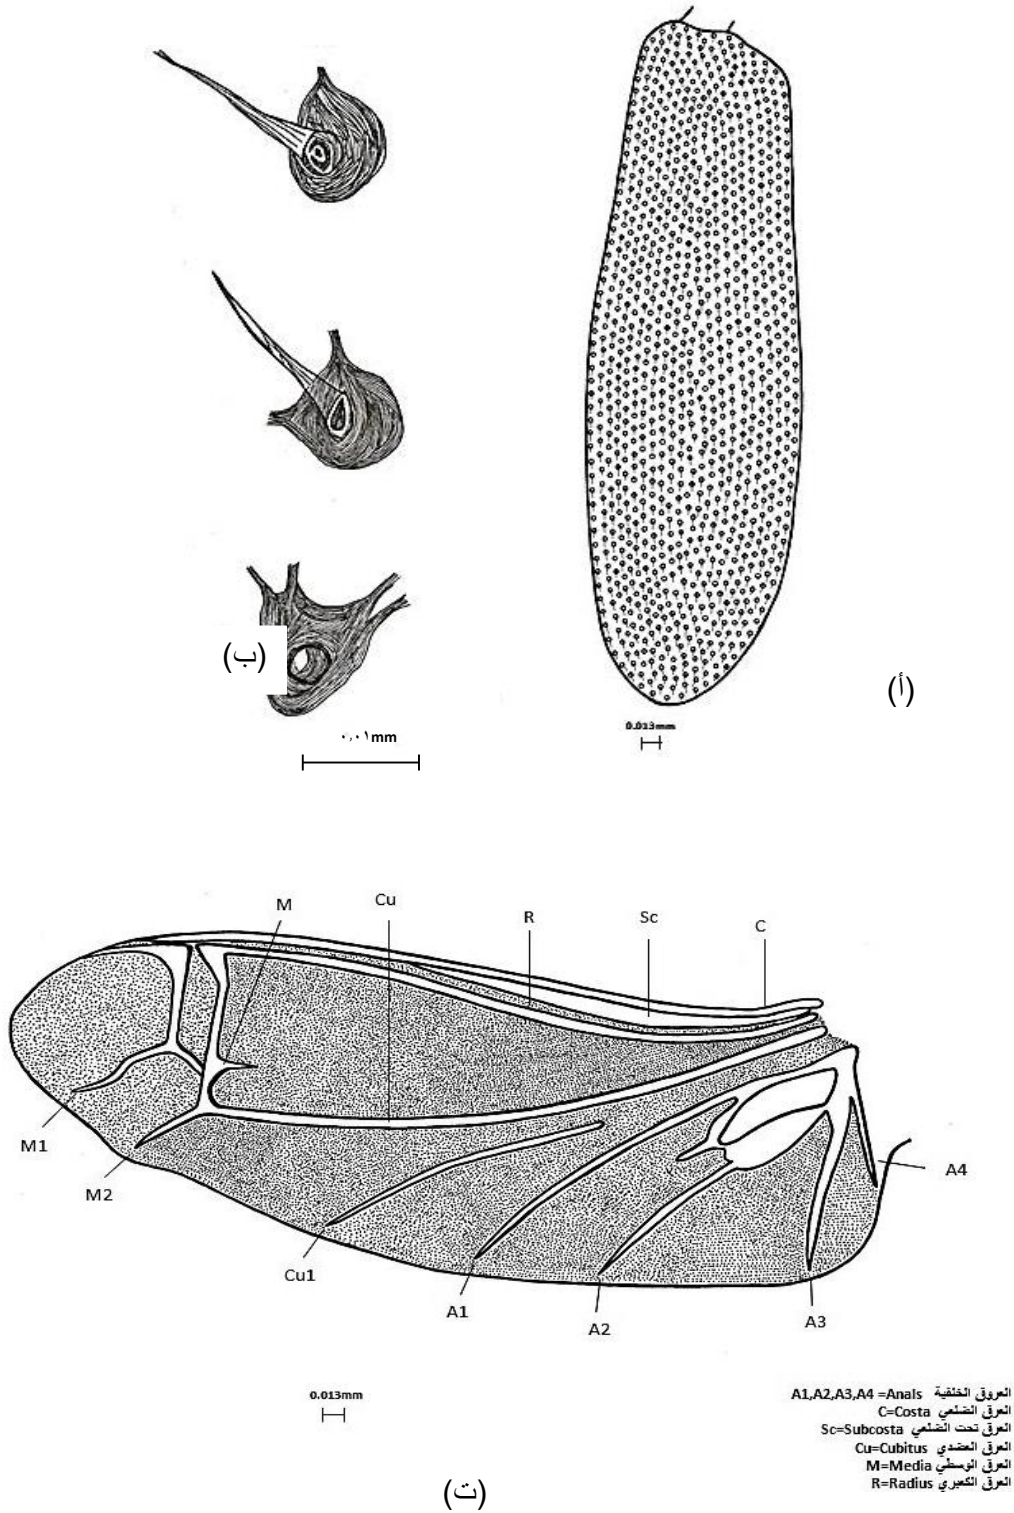 (ب)
(أ)
0.013mm
٠,٠١mm
M
Cu
R
Sc
C
M1
M2
Cu1
A1
A2
A3
A4
0.013mm
A1,A2,A3,A4 =Anals العروق الخلفية
C=Costa العرق الضلعي
Sc=Subcosta العرق تحت الضلعي
Cu=Cubitus العرق العضدي
M=Media العرق الوسطي
R=Radius العرق الكعبري
(ت)